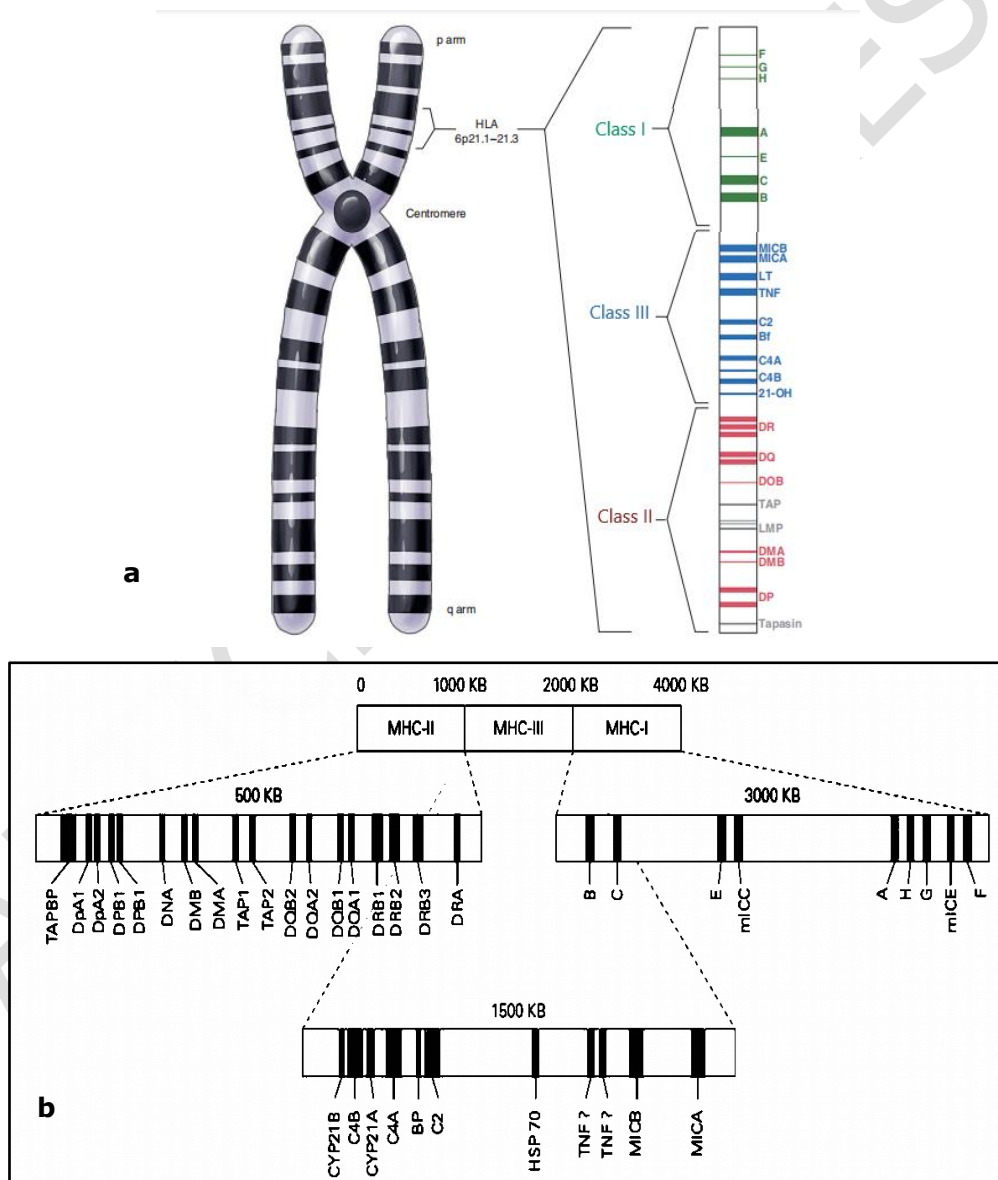 p arm
HLA
6p21.1–21.3
Centromere
q arm
a
Class I
Class III
Class II
F
G
H
A
E
C
B
MICB
MICA
LT
TNF
C2
Bf
C4A
C4B
21-OH
DR
DQ
DOB
TAP
LMP
DMA
DMB
DP
Tapasin
0 1000 KB 2000 KB 4000 KB
MHC-II MHC-III MHC-I
500 KB 3000 KB
TAPBP DpA1 DpA2 DPB1 DPB1 DNA DMB DMA TAP1 TAP2 DQB2 DQA2 DQB1 DQA1 DRB1 DRB2 DRB3 DRA
B C E mICC A H G mICE F
1500 KB
CYP21B C4B CYP21A C4A BP C2 HSP 70 TNF ? TNF ? MICB MICA
b